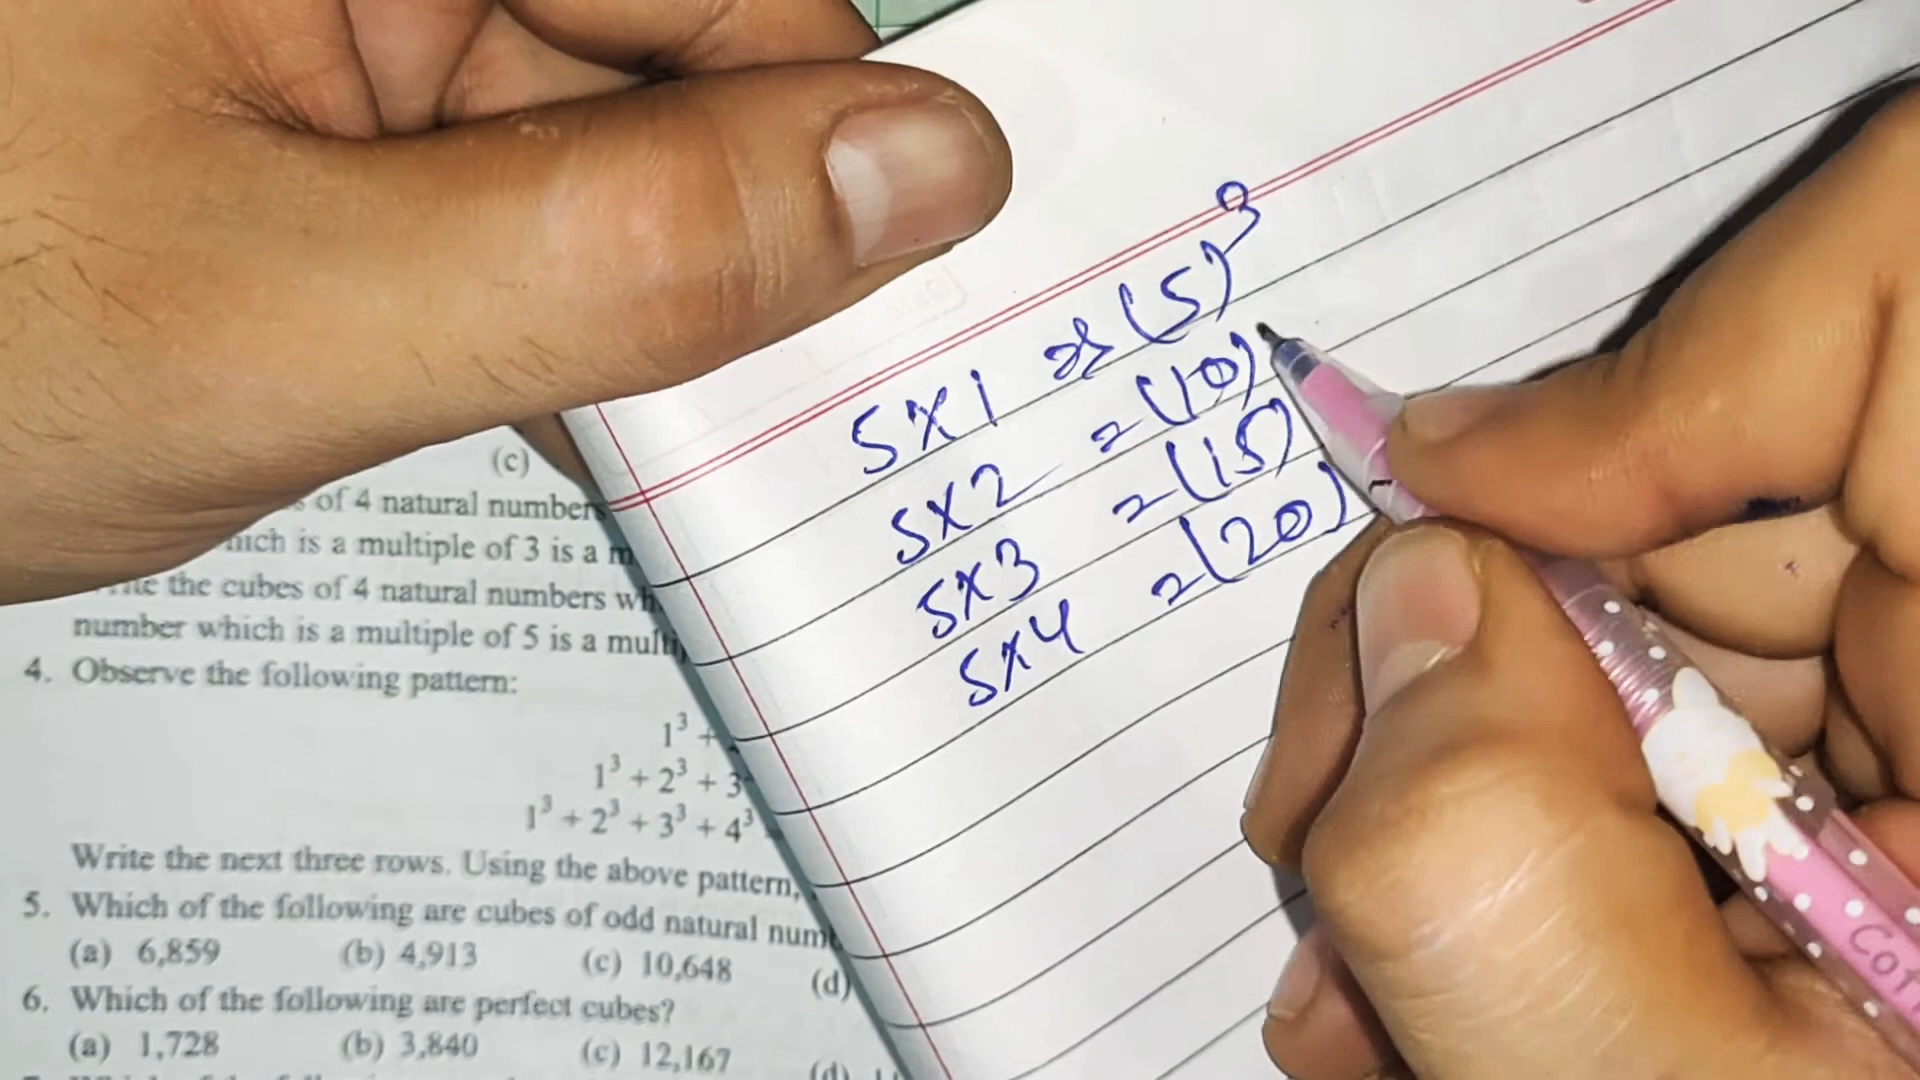 5×1 = (5)³
5×2 = (10)
5×3 = (15)
5×4 = (20)
(c)
of 4 natural numbers
is a multiple of 3 is a
the cubes of 4 natural numbers
number which is a multiple of 5 is a
4. Observe the following pattern:
1³ +
1³ + 2³ + 3
1³ + 2³ + 3³ + 4³
Write the next three rows. Using the above pattern,
5. Which of the following are cubes of odd natural
(a) 6,859 (b) 4,913 (c) 10,648 (d)
6. Which of the following are perfect cubes?
(a) 1,728 (b) 3,840 (c) 12,167 (d)